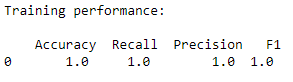 Training performance:
Accuracy Recall Precision F1
0 1.0 1.0 1.0 1.0